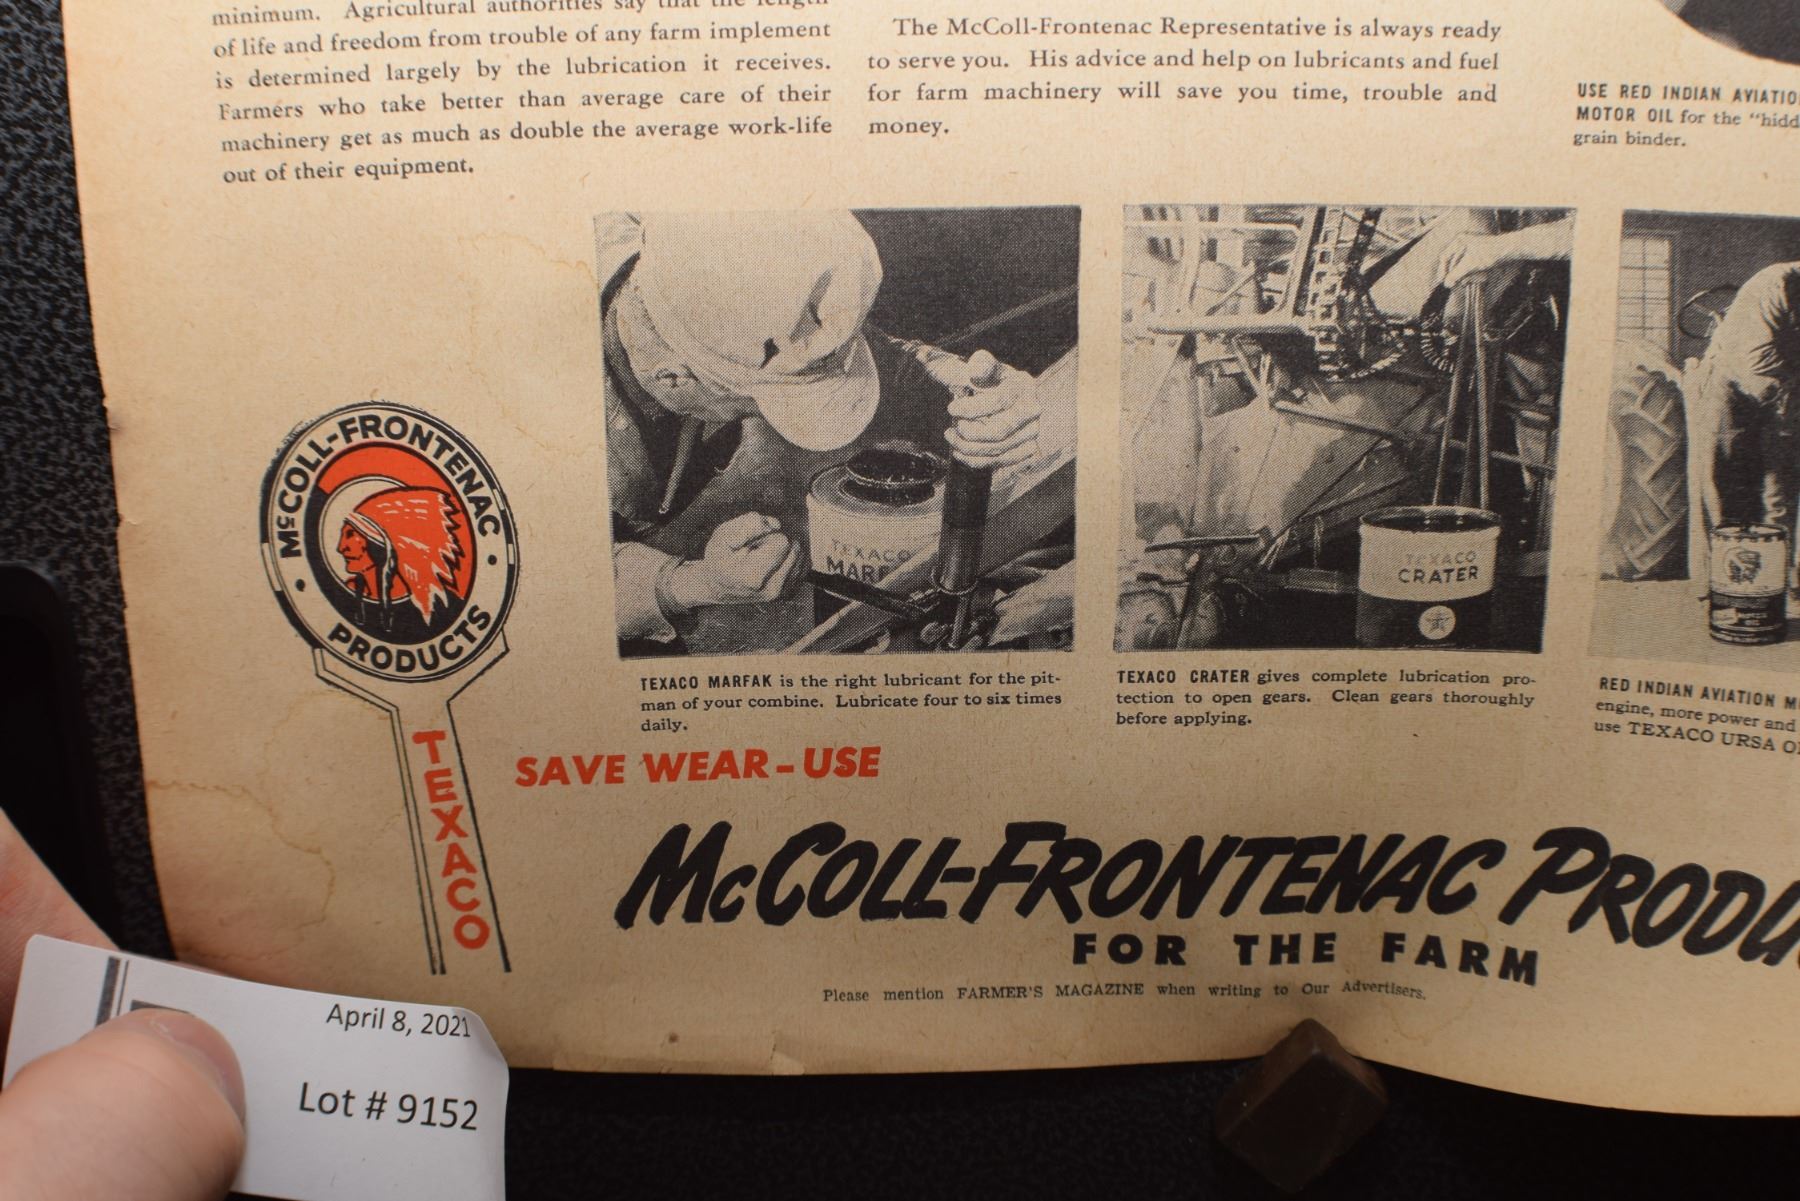 minimum. Agricultural authorities say that the length
of life and freedom from trouble of any farm implement
is determined largely by the lubrication it receives.
Farmers who take better than average care of their
machinery get as much as double the average work-life
out of their equipment.
The McColl-Frontenac Representative is always ready
to serve you. His advice and help on lubricants and fuel
for farm machinery will save you time, trouble and
money.
USE RED INDIAN AVIATIO
MOTOR OIL for the "hidd
grain binder.
McCOLL-FRONTENAC
PRODUCTS
TEXACO
TEXACO
MARF
TEXACO
CRATER
TEXACO MARFAK is the right lubricant for the pit-
man of your combine. Lubricate four to six times
daily.
TEXACO CRATER gives complete lubrication pro-
tection to open gears. Clean gears thoroughly
before applying.
RED INDIAN AVIATION M
engine, more power and
use TEXACO URSA O
SAVE WEAR - USE
McCOLL-FRONTENAC PRODU
FOR THE FARM
Please mention FARMER'S MAGAZINE when writing to Our Advertisers.
April 8, 2021
Lot # 9152